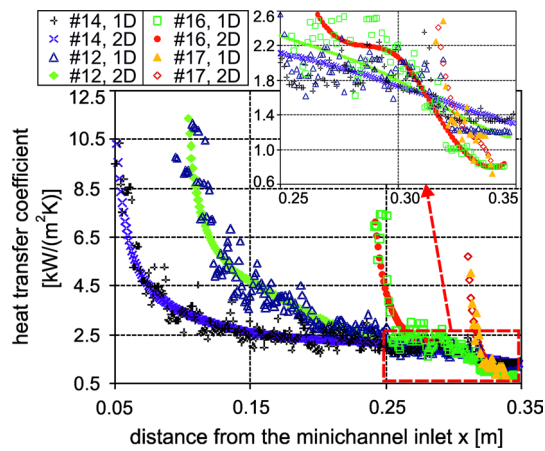 #14, 1D #16, 1D
#14, 2D #16, 2D
#12, 1D #17, 1D
#12, 2D #17, 2D
2.6
2.2
1.8
1.4
1.0
0.6
0.25 0.30 0.35
12.5
10.5
8.5
6.5
4.5
2.5
0.5
0.05 0.15 0.25 0.35
heat transfer coefficient
[kW/(m²K)]
distance from the minichannel inlet x [m]